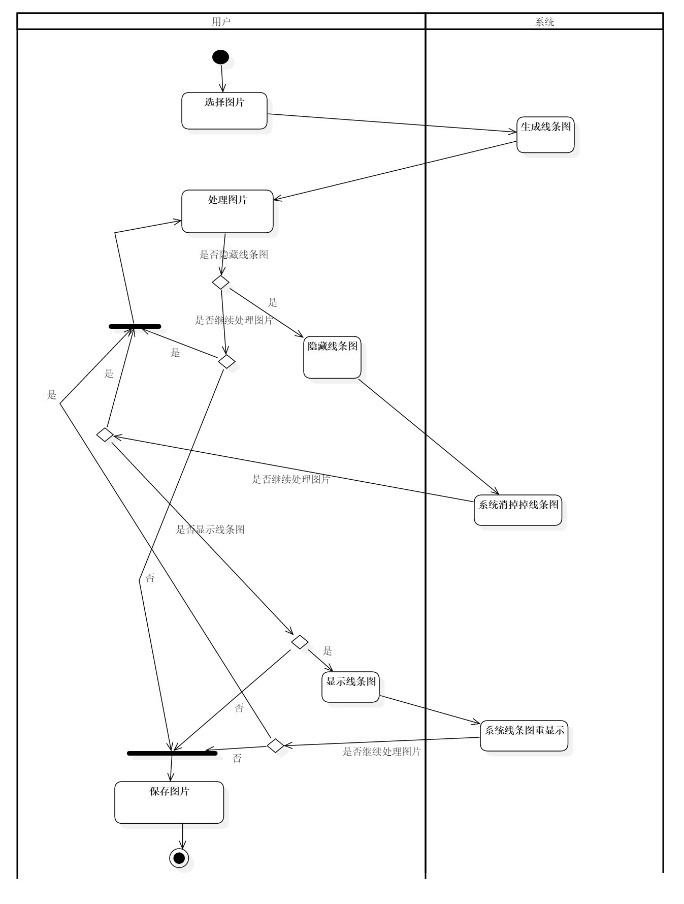 用户
系统
选择图片
生成线条图
处理图片
是否隐藏线条图
是
是否继续处理图片
隐藏线条图
是
是
是
是否继续处理图片
系统消掉掉线条图
是否显示线条图
否
是
显示线条图
否
系统线条图重显示
是否继续处理图片
否
保存图片